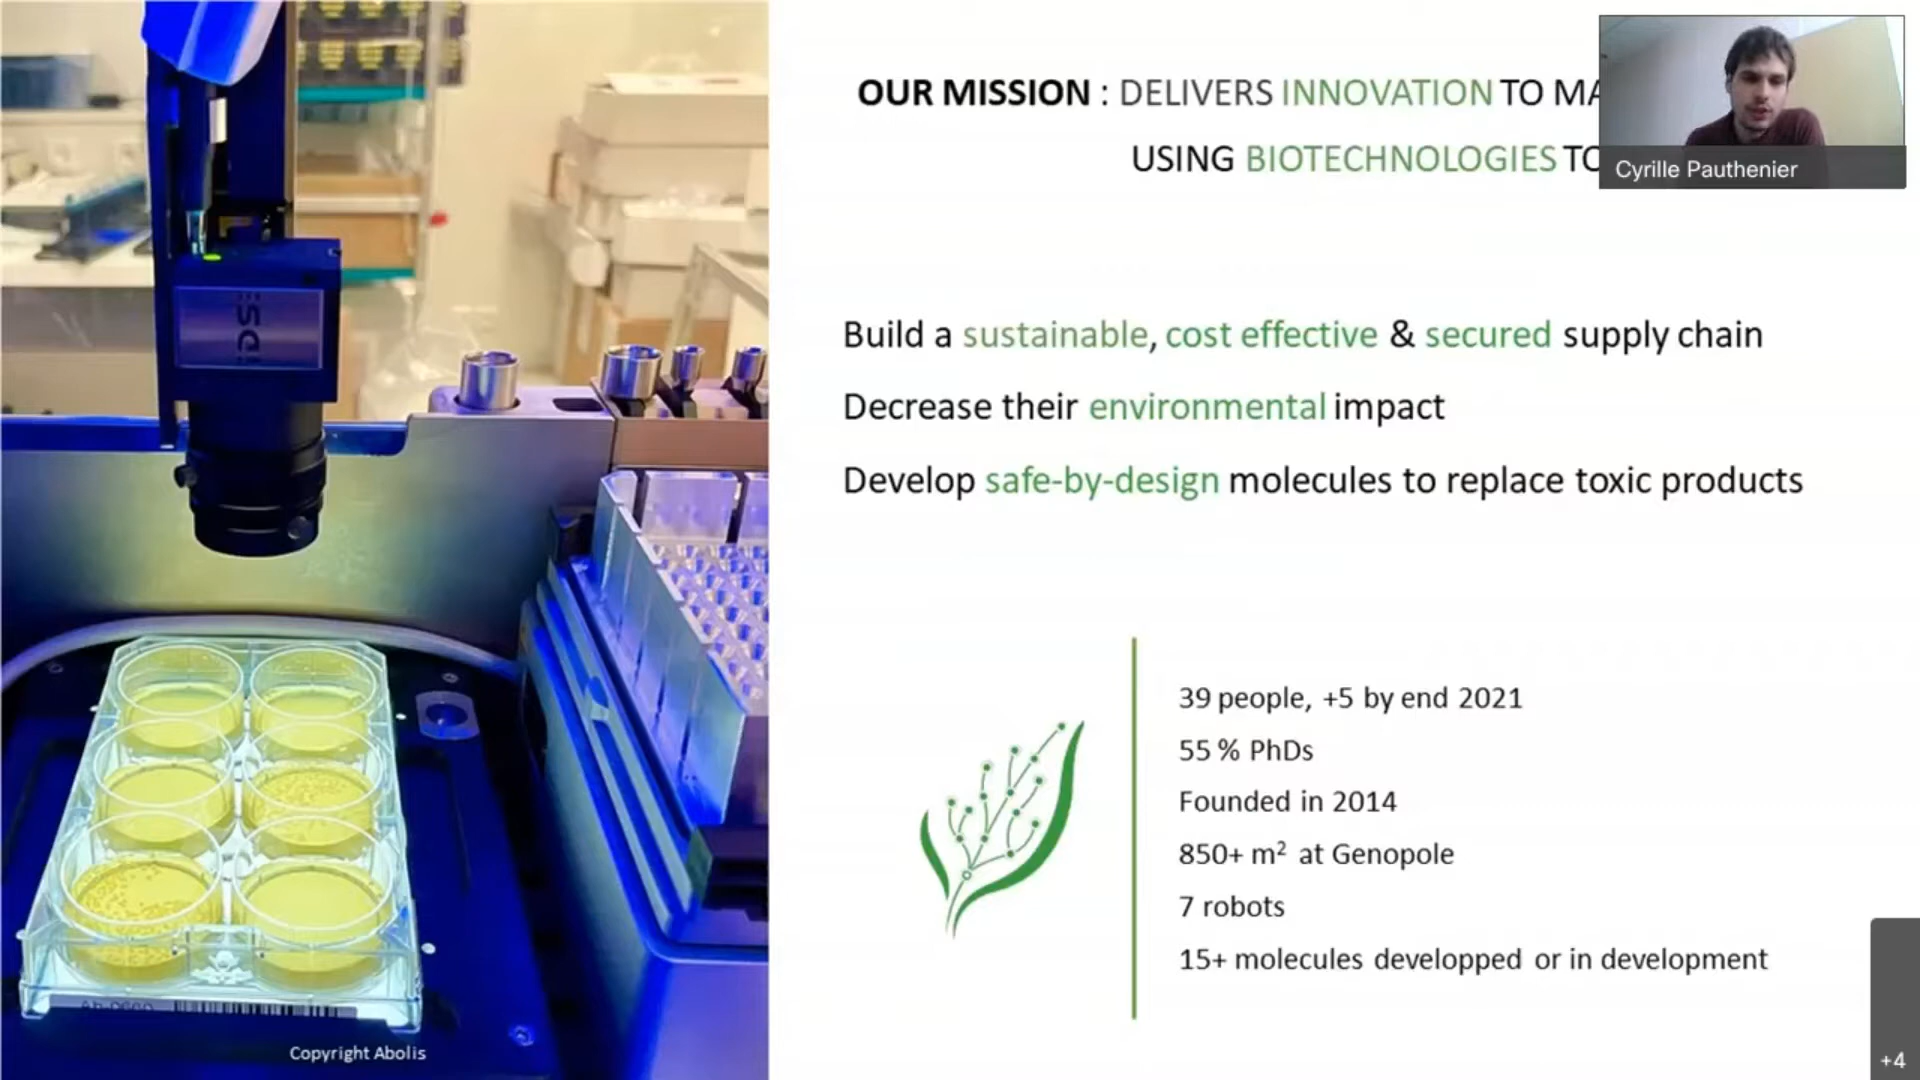 OUR MISSION : DELIVERS INNOVATION TO
USING BIOTECHNOLOGIES TO
Cyrille Pauthenier
Build a sustainable, cost effective & secured supply chain
Decrease their environmental impact
Develop safe-by-design molecules to replace toxic products
39 people, +5 by end 2021
55 % PhDs
Founded in 2014
850+ m² at Genopole
7 robots
15+ molecules developped or in development
IDS
Copyright Abolis
+4